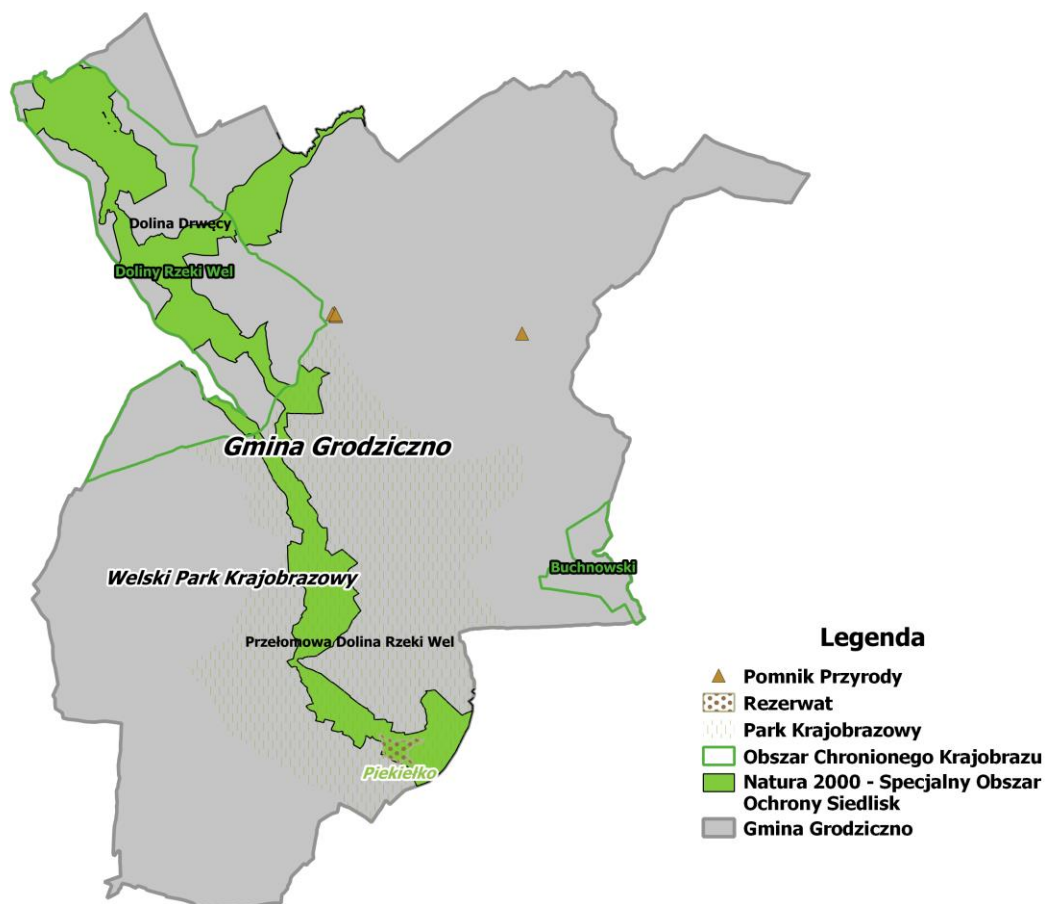 Dolina Drwęcy
Doliny Rzeki Wel
Gmina Grodziczno
Buchnowski
Welski Park Krajobrazowy
Przełomowa Dolina Rzeki Wel
Piekiełko
Legenda
Pomnik Przyrody
Rezerwat
Park Krajobrazowy
Obszar Chronionego Krajobrazu
Natura 2000 - Specjalny Obszar
Ochrony Siedlisk
Gmina Grodziczno